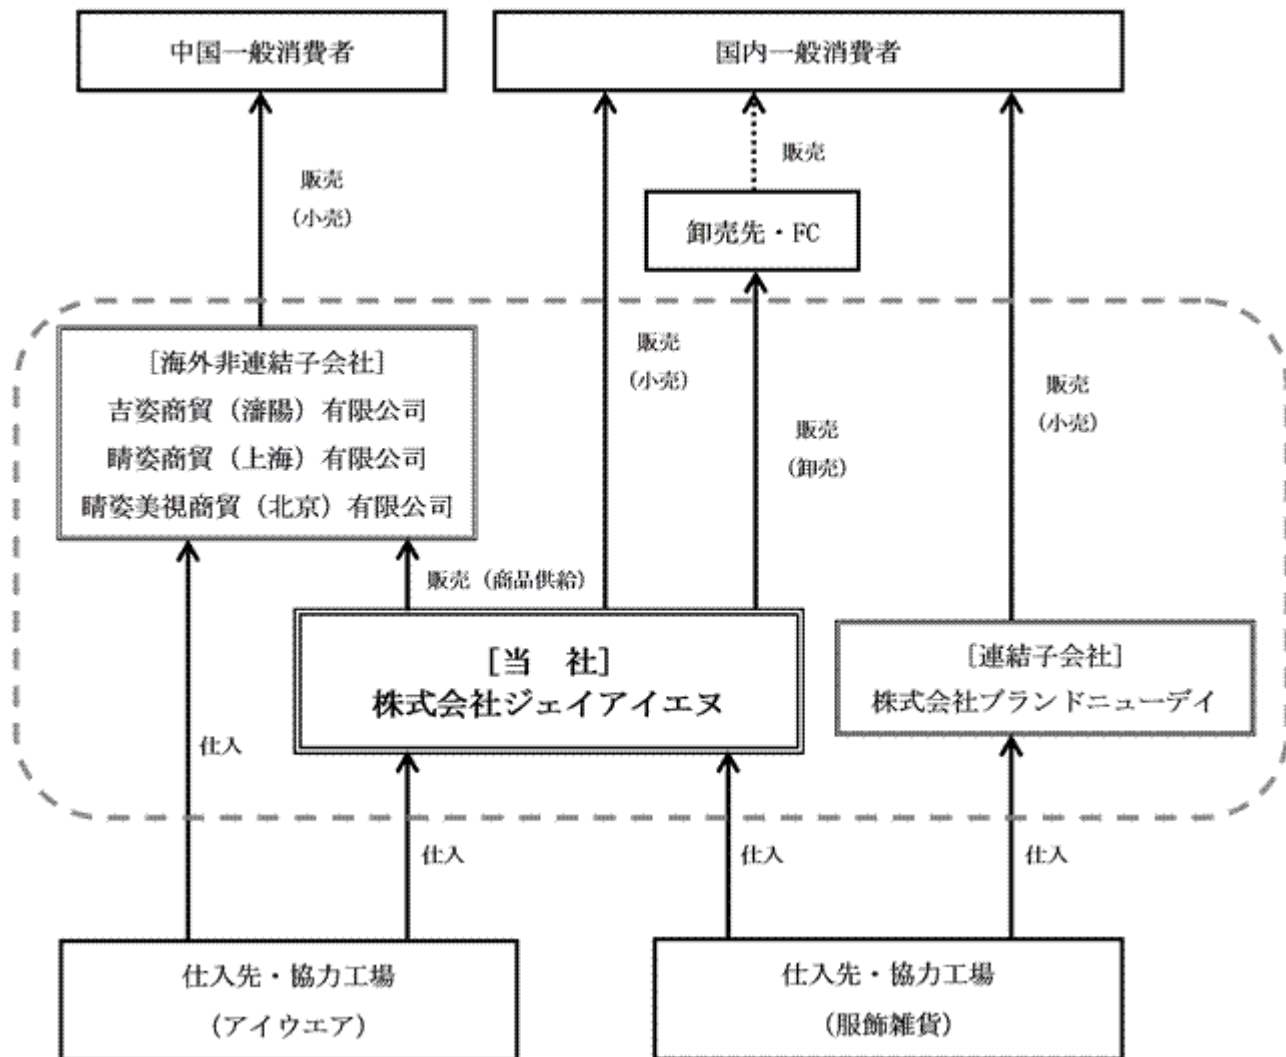 中国一般消費者
国内一般消費者
販売
販売
(小売)
卸売先・FC
[海外非連結子会社]
吉姿商貿(瀋陽)有限公司
睛姿商貿(上海)有限公司
睛姿美視商貿(北京)有限公司
販売
(小売)
販売
(卸売)
販売
(小売)
販売(商品供給)
[当 社]
株式会社ジェイアイエヌ
[連結子会社]
株式会社ブランドニューデイ
仕入
仕入
仕入
仕入
仕入先・協力工場
(アイウエア)
仕入先・協力工場
(服飾雑貨)